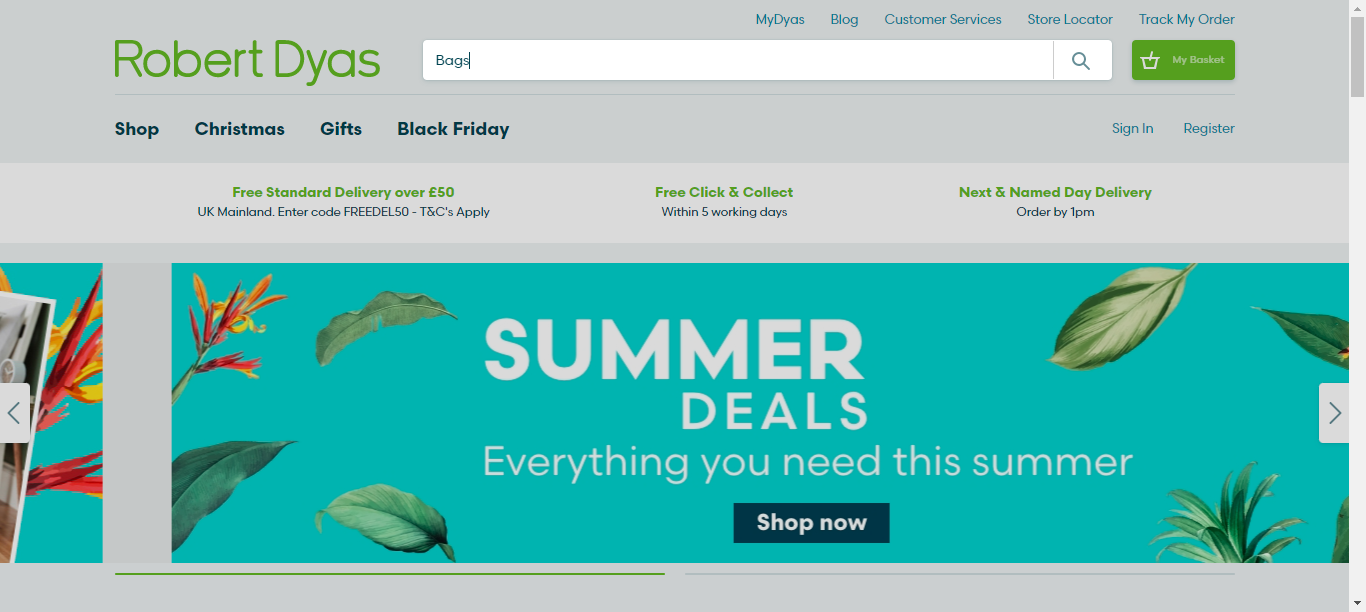 MyDyas Blog Customer Services Store Locator Track My Order
Robert Dyas
Bags
My Basket
Shop Christmas Gifts Black Friday
Sign In Register
Free Standard Delivery over £50
UK Mainland. Enter code FREEDEL50 - T&C's Apply
Free Click & Collect
Within 5 working days
Next & Named Day Delivery
Order by 1pm
SUMMER
DEALS
Everything you need this summer
Shop now